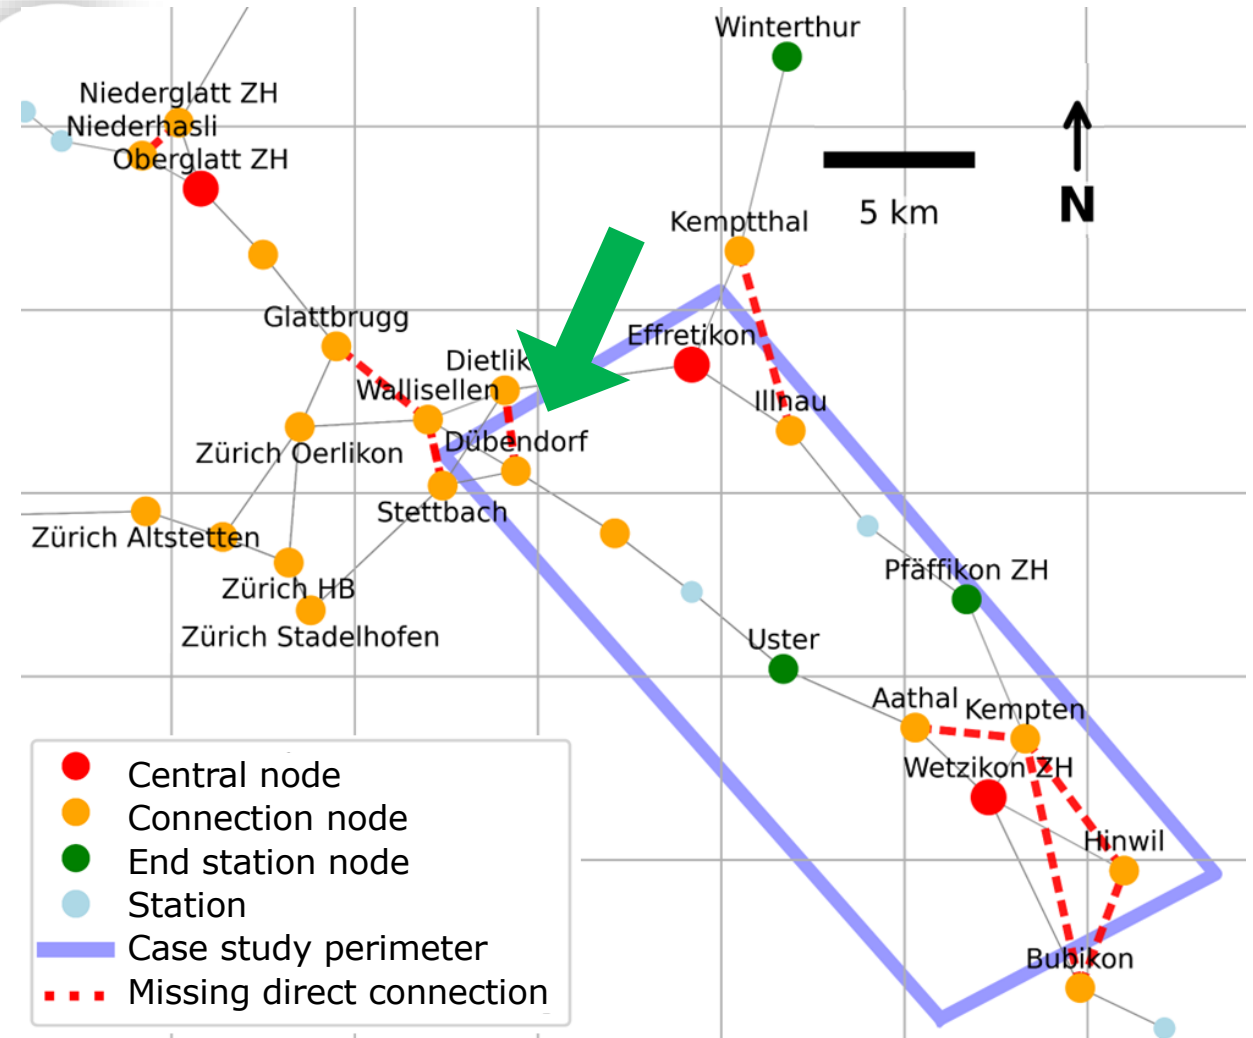 Winterthur
Niederglatt ZH
Niederhasli
Oberglatt ZH
5 km
N
Kemptthal
Glattbrugg
Effretikon
Dietlik
Wallisellen
Illnau
Dübendorf
Zürich Oerlikon
Stettbach
Zürich Altstetten
Pfäffikon ZH
Zürich HB
Zürich Stadelhofen
Uster
Aathal
Kempten
Wetzikon ZH
Hinwil
Bubikon
Central node
Connection node
End station node
Station
Case study perimeter
Missing direct connection